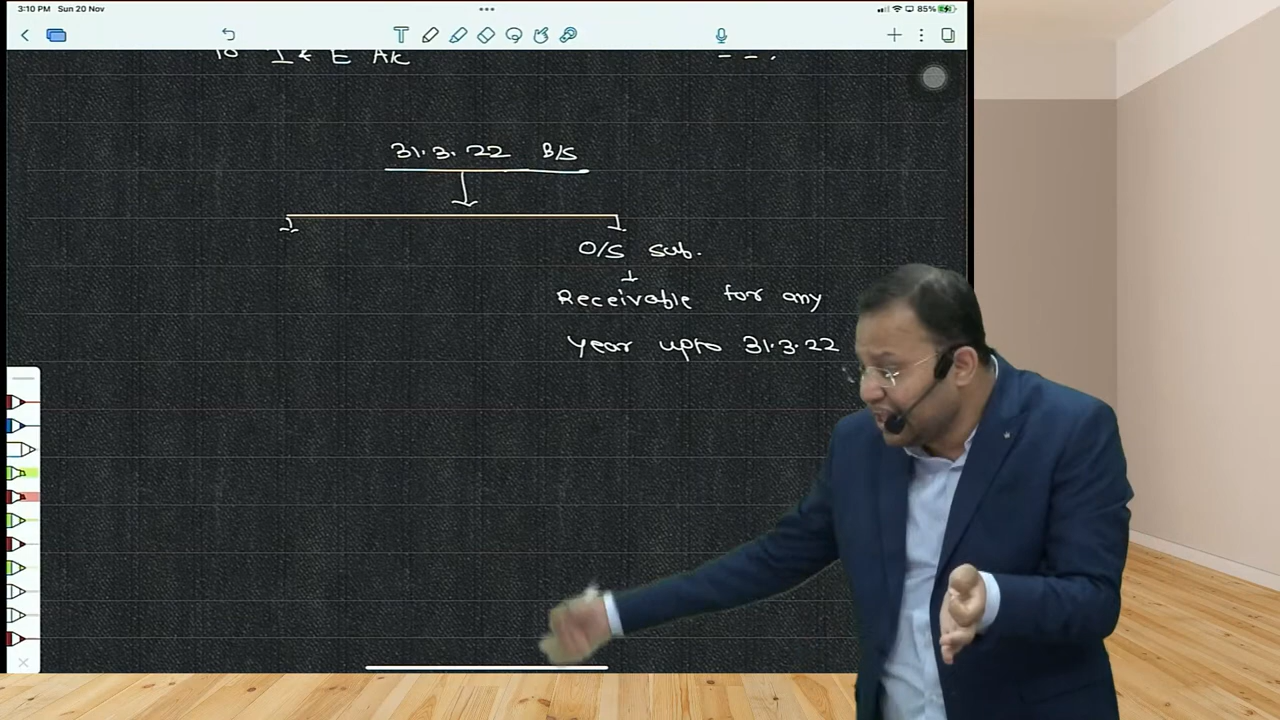 3:10 PM Sun 20 Nov
85%
To I & E A/c
31.3.22 B/S
O/S sub.
Receivable for any
year upto 31.3.22